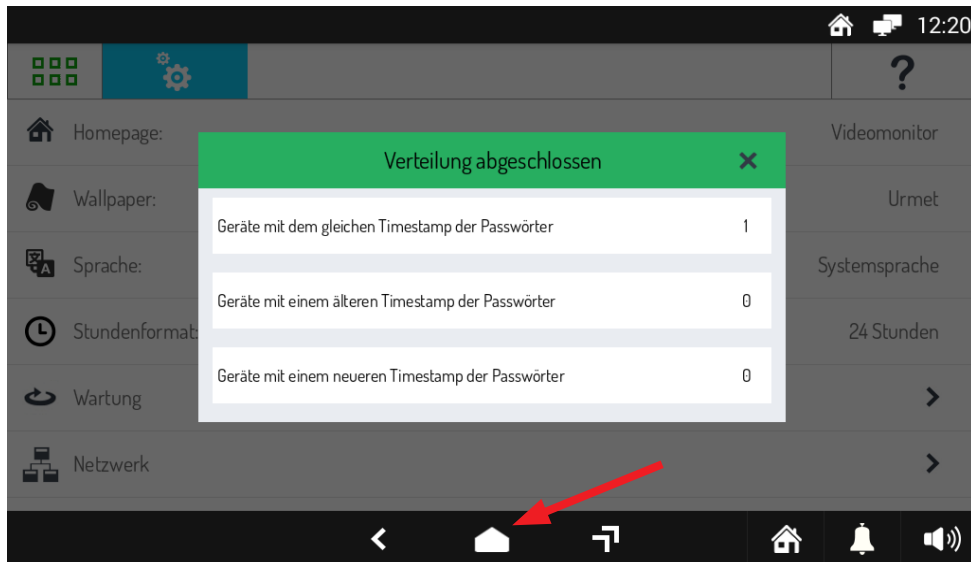 12:20
?
Homepage:
Videomonitor
Verteilung abgeschlossen
Wallpaper:
Urmet
Geräte mit dem gleichen Timestamp der Passwörter 1
Sprache:
Systemsprache
Geräte mit einem älteren Timestamp der Passwörter 0
Stundenformat:
24 Stunden
Geräte mit einem neueren Timestamp der Passwörter 0
Wartung
Netzwerk